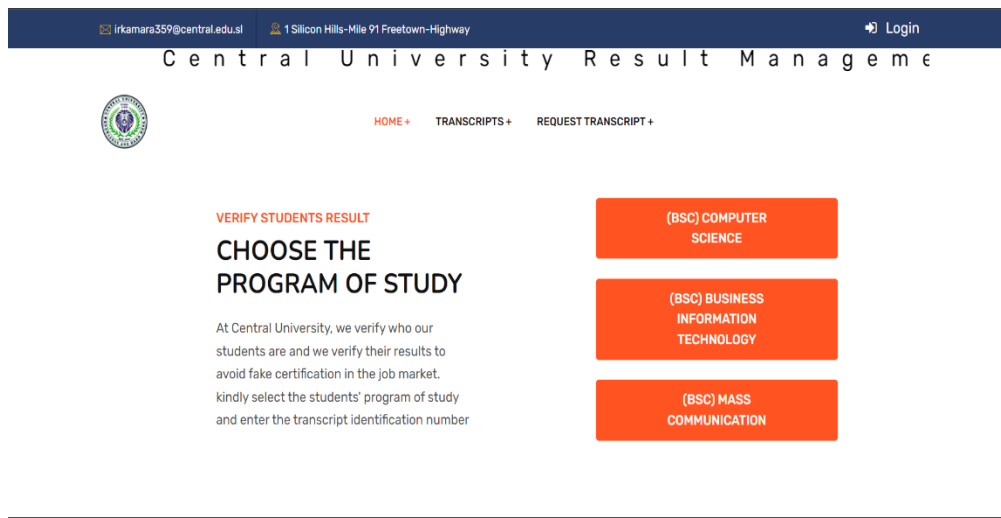 irkamara359@central.edu.sl
1 Silicon Hills-Mile 91 Freetown-Highway
Login
Central University Result Manageme
HOME +
TRANSCRIPTS +
REQUEST TRANSCRIPT +
VERIFY STUDENTS RESULT
CHOOSE THE
PROGRAM OF STUDY
At Central University, we verify who our
students are and we verify their results to
avoid fake certification in the job market.
kindly select the students' program of study
and enter the transcript identification number
(BSC) COMPUTER
SCIENCE
(BSC) BUSINESS
INFORMATION
TECHNOLOGY
(BSC) MASS
COMMUNICATION